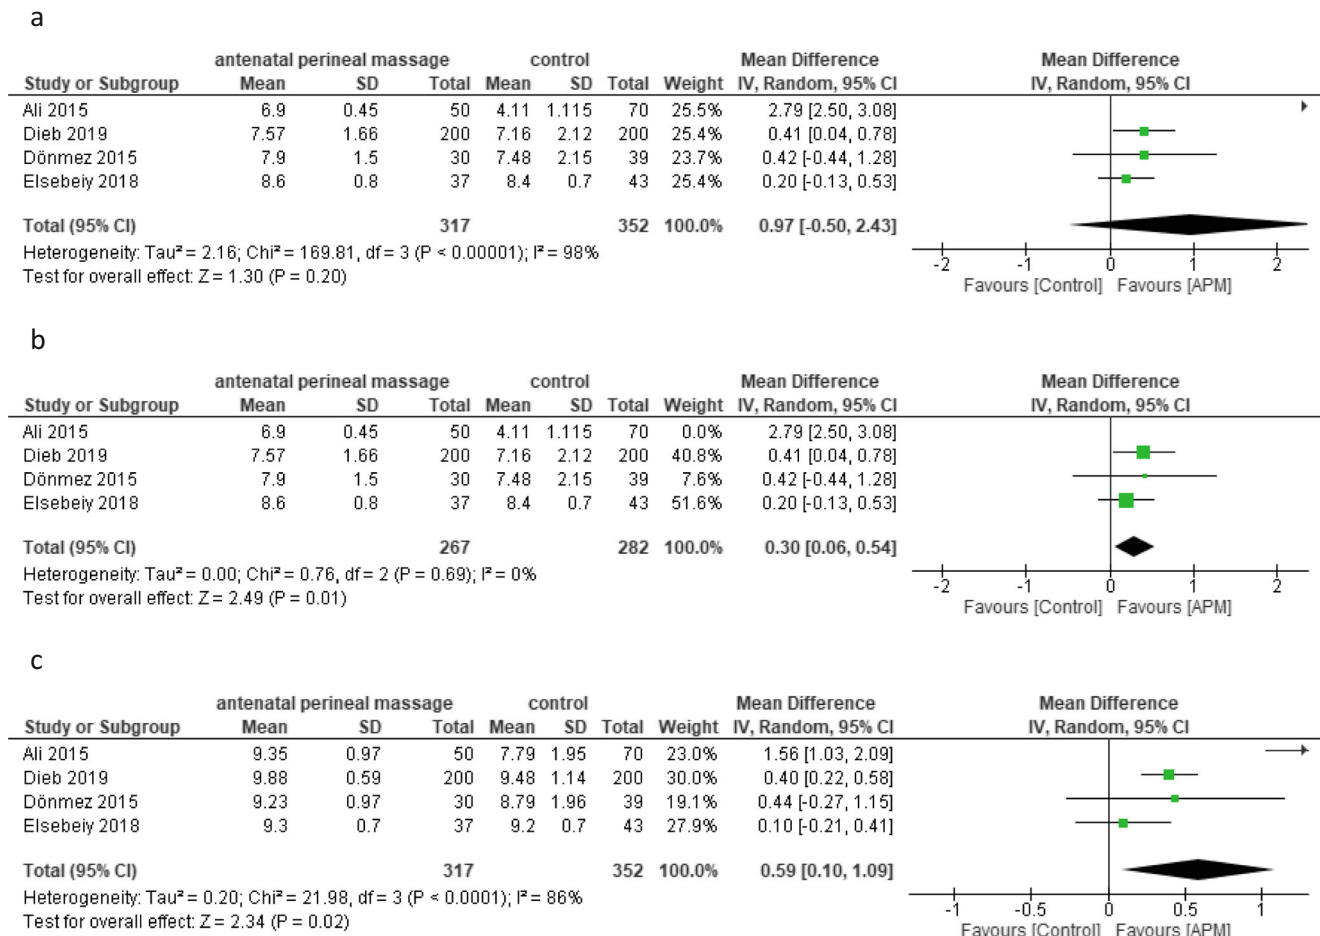 a
antenatal perineal massage control Mean Difference Mean Difference
Study or Subgroup Mean SD Total Mean SD Total Weight IV, Random, 95% CI IV, Random, 95% CI
Ali 2015 6.9 0.45 50 4.11 1.115 70 25.5% 2.79 [2.50, 3.08]
Dieb 2019 7.57 1.66 200 7.16 2.12 200 25.4% 0.41 [0.04, 0.78]
Dönmez 2015 7.9 1.5 30 7.48 2.15 39 23.7% 0.42 [-0.44, 1.28]
Elsebeiy 2018 8.6 0.8 37 8.4 0.7 43 25.4% 0.20 [-0.13, 0.53]
Total (95% CI) 317 352 100.0% 0.97 [-0.50, 2.43]
Heterogeneity: Tau² = 2.16; Chi² = 169.81, df = 3 (P < 0.00001); I² = 98%
Test for overall effect: Z = 1.30 (P = 0.20)
-2 -1 0 1 2
Favours [Control] Favours [APM]
b
antenatal perineal massage control Mean Difference Mean Difference
Study or Subgroup Mean SD Total Mean SD Total Weight IV, Random, 95% CI IV, Random, 95% CI
Ali 2015 6.9 0.45 50 4.11 1.115 70 0.0% 2.79 [2.50, 3.08]
Dieb 2019 7.57 1.66 200 7.16 2.12 200 40.8% 0.41 [0.04, 0.78]
Dönmez 2015 7.9 1.5 30 7.48 2.15 39 7.6% 0.42 [-0.44, 1.28]
Elsebeiy 2018 8.6 0.8 37 8.4 0.7 43 51.6% 0.20 [-0.13, 0.53]
Total (95% CI) 267 282 100.0% 0.30 [0.06, 0.54]
Heterogeneity: Tau² = 0.00; Chi² = 0.76, df = 2 (P = 0.69); I² = 0%
Test for overall effect: Z = 2.49 (P = 0.01)
-2 -1 0 1 2
Favours [Control] Favours [APM]
c
antenatal perineal massage control Mean Difference Mean Difference
Study or Subgroup Mean SD Total Mean SD Total Weight IV, Random, 95% CI IV, Random, 95% CI
Ali 2015 9.35 0.97 50 7.79 1.95 70 23.0% 1.56 [1.03, 2.09]
Dieb 2019 9.88 0.59 200 9.48 1.14 200 30.0% 0.40 [0.22, 0.58]
Dönmez 2015 9.23 0.97 30 8.79 1.96 39 19.1% 0.44 [-0.27, 1.15]
Elsebeiy 2018 9.3 0.7 37 9.2 0.7 43 27.9% 0.10 [-0.21, 0.41]
Total (95% CI) 317 352 100.0% 0.59 [0.10, 1.09]
Heterogeneity: Tau² = 0.20; Chi² = 21.98, df = 3 (P < 0.0001); I² = 86%
Test for overall effect: Z = 2.34 (P = 0.02)
-1 -0.5 0 0.5 1
Favours [Control] Favours [APM]